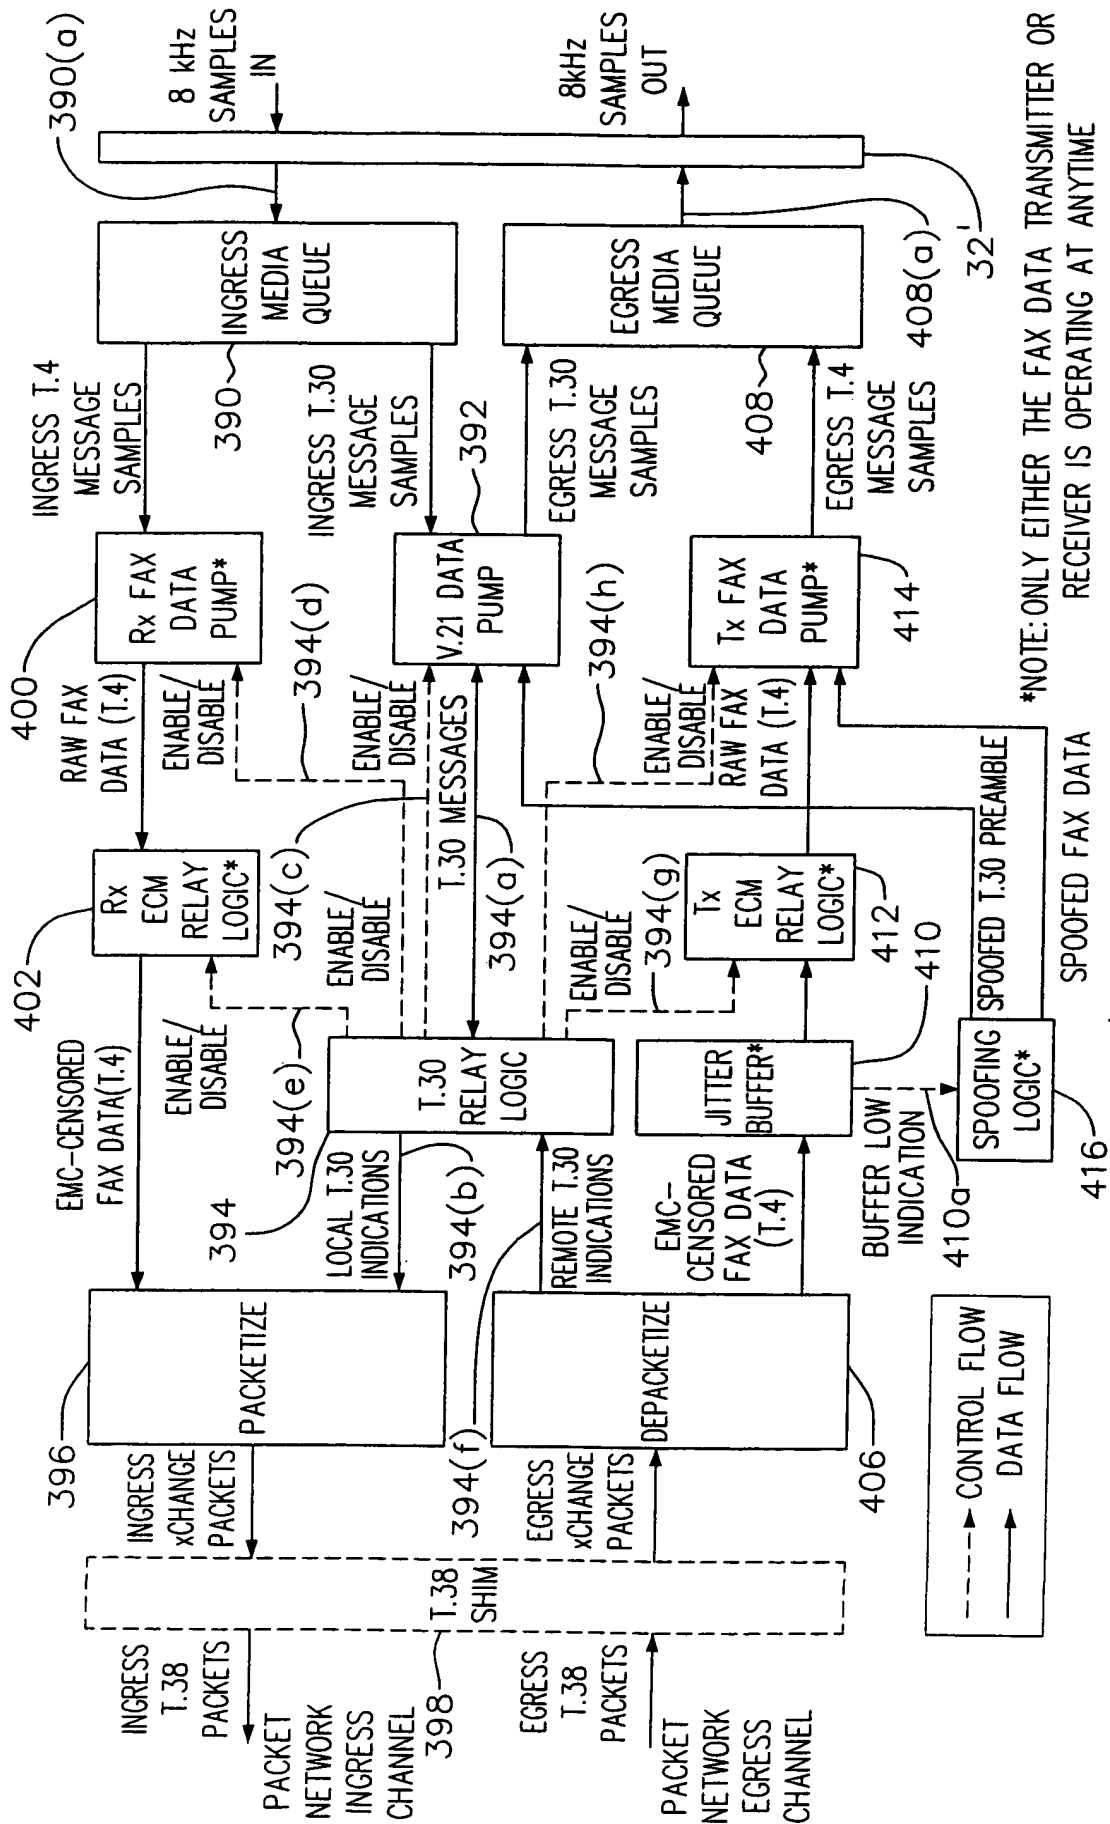 8 kHz
SAMPLES
IN
390(a)
8kHz
SAMPLES
OUT
INGRESS
MEDIA
QUEUE
390
EGRESS
MEDIA
QUEUE
408
408(a)
32'
INGRESS T.4
MESSAGE
SAMPLES
INGRESS T.30
MESSAGE
SAMPLES
EGRESS T.30
MESSAGE
SAMPLES
EGRESS T.4
MESSAGE
SAMPLES
400
Rx FAX
DATA
PUMP*
392
V.21 DATA
PUMP
Tx FAX
DATA
PUMP*
414
RAW FAX
DATA (T.4)
ENABLE/
DISABLE
394(d)
ENABLE/
DISABLE
394(h)
ENABLE/
DISABLE
RAW FAX
DATA (T.4)
402
Rx
ECM
RELAY
LOGIC*
394(c)
T.30 MESSAGES
394(a)
394(g)
Tx
ECM
RELAY
LOGIC*
412
SPOOFED T.30 PREAMBLE
SPOOFED FAX DATA
EMC-CENSORED
FAX DATA(T.4)
ENABLE/
DISABLE
394(e)
ENABLE/
DISABLE
ENABLE/
DISABLE
394
T.30
RELAY
LOGIC
JITTER
BUFFER*
410
LOCAL T.30
INDICATIONS
394(b)
394(f)
REMOTE T.30
INDICATIONS
EMC-
CENSORED
FAX DATA
(T.4)
BUFFER LOW
INDICATION
410a
SPOOFING
LOGIC*
416
396
PACKETIZE
DEPACKETIZE
406
INGRESS
xCHANGE
PACKETS
EGRESS
xCHANGE
PACKETS
T.38
SHIM
398
INGRESS
T.38
PACKETS
EGRESS
T.38
PACKETS
PACKET
NETWORK
INGRESS
CHANNEL
PACKET
NETWORK
EGRESS
CHANNEL
CONTROL FLOW
DATA FLOW
*NOTE: ONLY EITHER THE FAX DATA TRANSMITTER OR
RECEIVER IS OPERATING AT ANYTIME